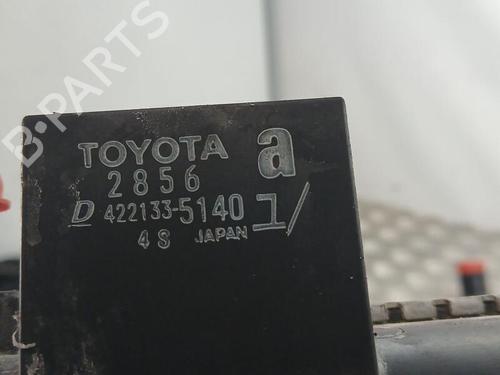 B-PARTS
TOYOTA a
2856
D 422133-5140 1/
4S JAPAN